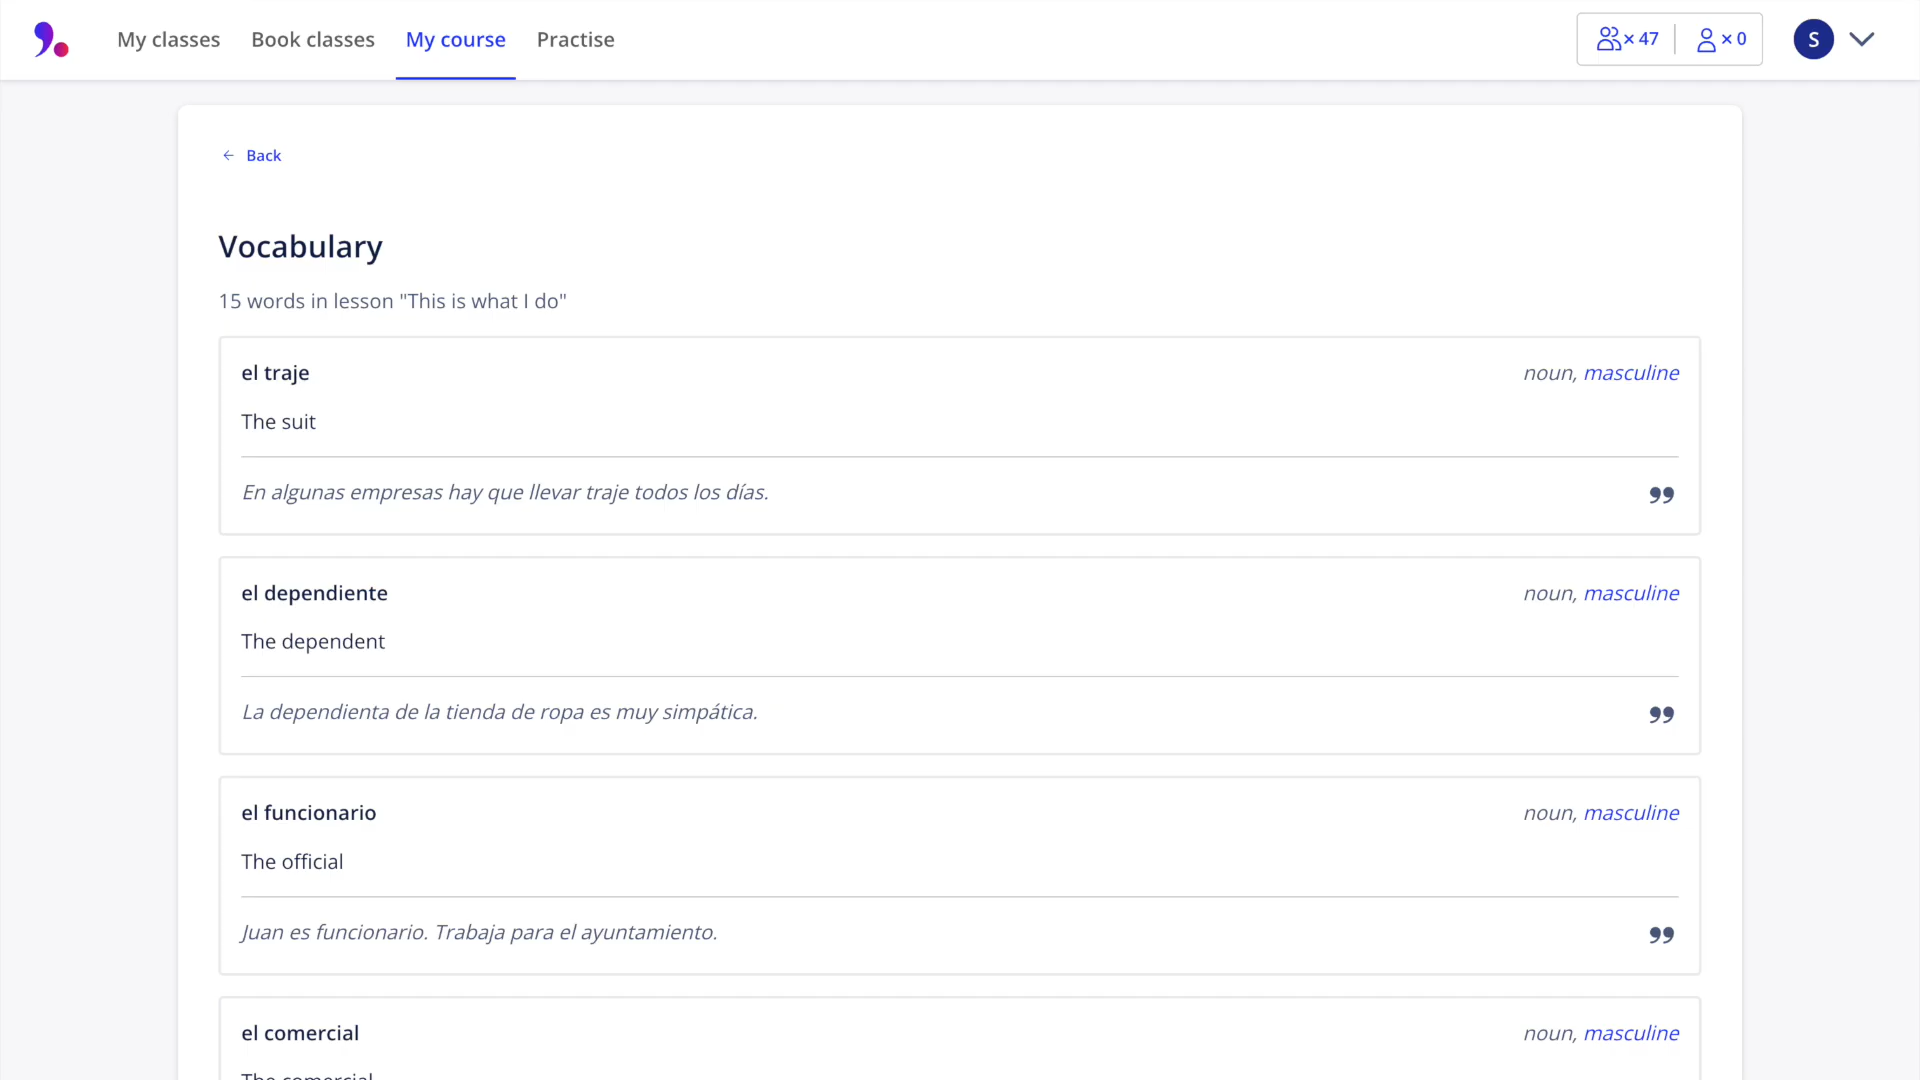 My classes Book classes My course Practise × 47 × 0 S
Back
Vocabulary
15 words in lesson "This is what I do"
el traje noun, masculine
The suit
En algunas empresas hay que llevar traje todos los días.
el dependiente noun, masculine
The dependent
La dependienta de la tienda de ropa es muy simpática.
el funcionario noun, masculine
The official
Juan es funcionario. Trabaja para el ayuntamiento.
el comercial noun, masculine
The comercial